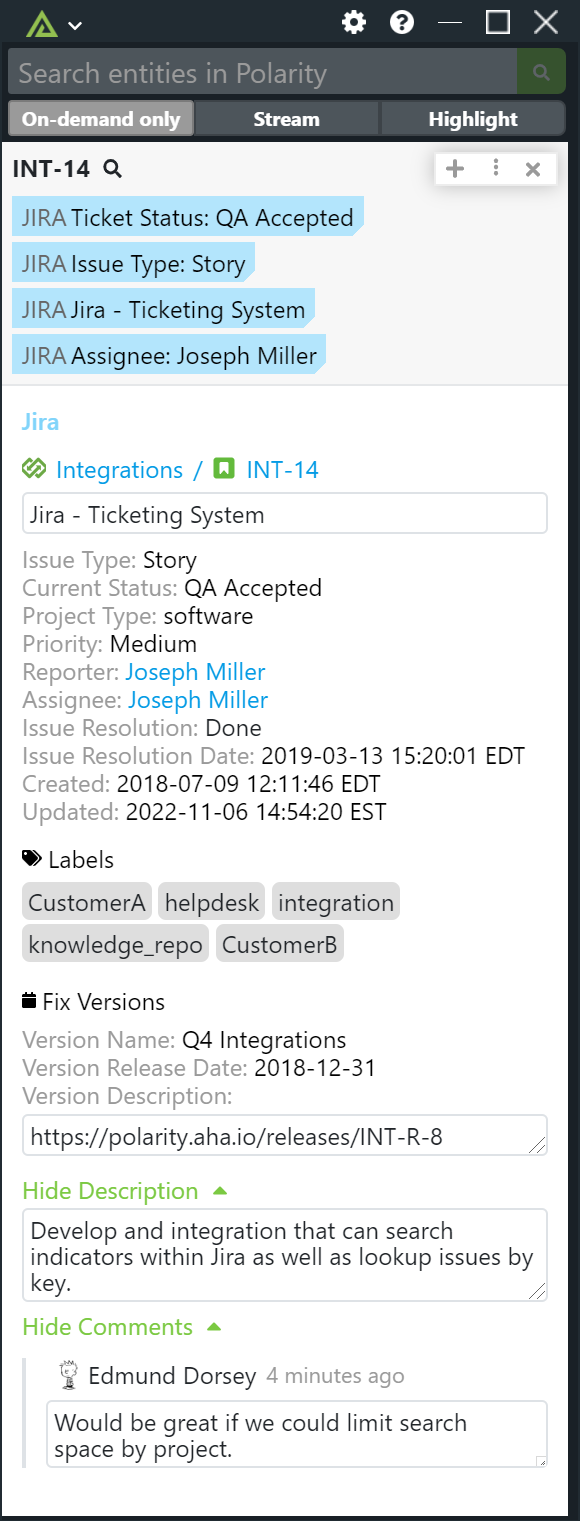 Search entities in Polarity
On-demand only Stream Highlight
INT-14
JIRA Ticket Status: QA Accepted
JIRA Issue Type: Story
JIRA Jira - Ticketing System
JIRA Assignee: Joseph Miller
Jira
Integrations / INT-14
Jira - Ticketing System
Issue Type: Story
Current Status: QA Accepted
Project Type: software
Priority: Medium
Reporter: Joseph Miller
Assignee: Joseph Miller
Issue Resolution: Done
Issue Resolution Date: 2019-03-13 15:20:01 EDT
Created: 2018-07-09 12:11:46 EDT
Updated: 2022-11-06 14:54:20 EST
Labels
CustomerA helpdesk integration
knowledge_repo CustomerB
Fix Versions
Version Name: Q4 Integrations
Version Release Date: 2018-12-31
Version Description:
https://polarity.aha.io/releases/INT-R-8
Hide Description
Develop and integration that can search
indicators within Jira as well as lookup issues by
key.
Hide Comments
Edmund Dorsey 4 minutes ago
Would be great if we could limit search
space by project.